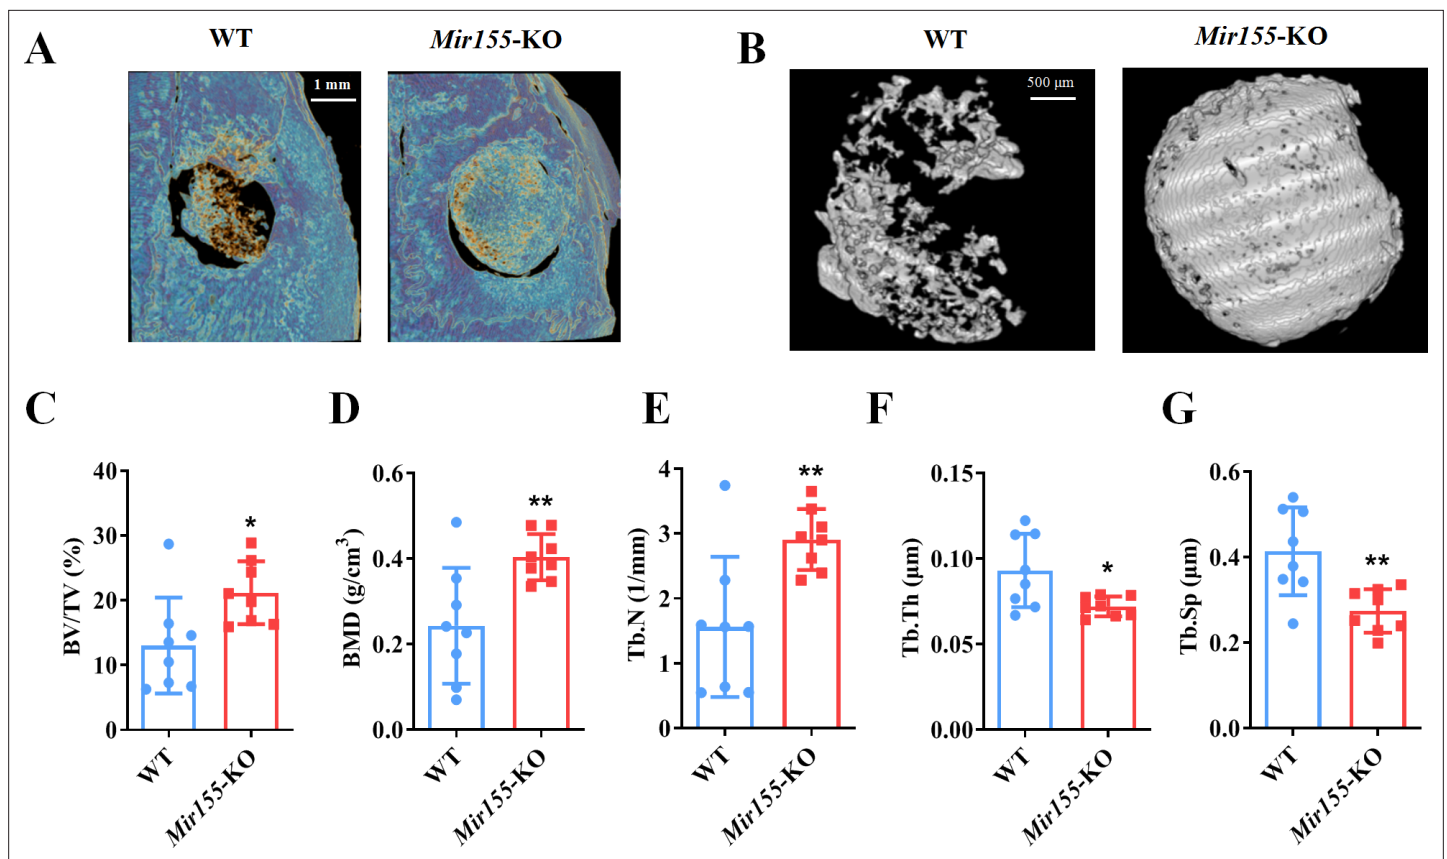 A
WT
Mir155-KO
1 mm
B
WT
Mir155-KO
500 μm
C
BV/TV (%)
40
30
20
10
0
*
WT
Mir155-KO
D
BMD (g/cm³)
0.6
0.4
0.2
0.0
**
WT
Mir155-KO
E
Tb.N (1/mm)
4
3
2
1
0
**
WT
Mir155-KO
F
Tb.Th (μm)
0.15
0.10
0.05
0.00
*
WT
Mir155-KO
G
Tb.Sp (μm)
0.6
0.4
0.2
0.0
**
WT
Mir155-KO